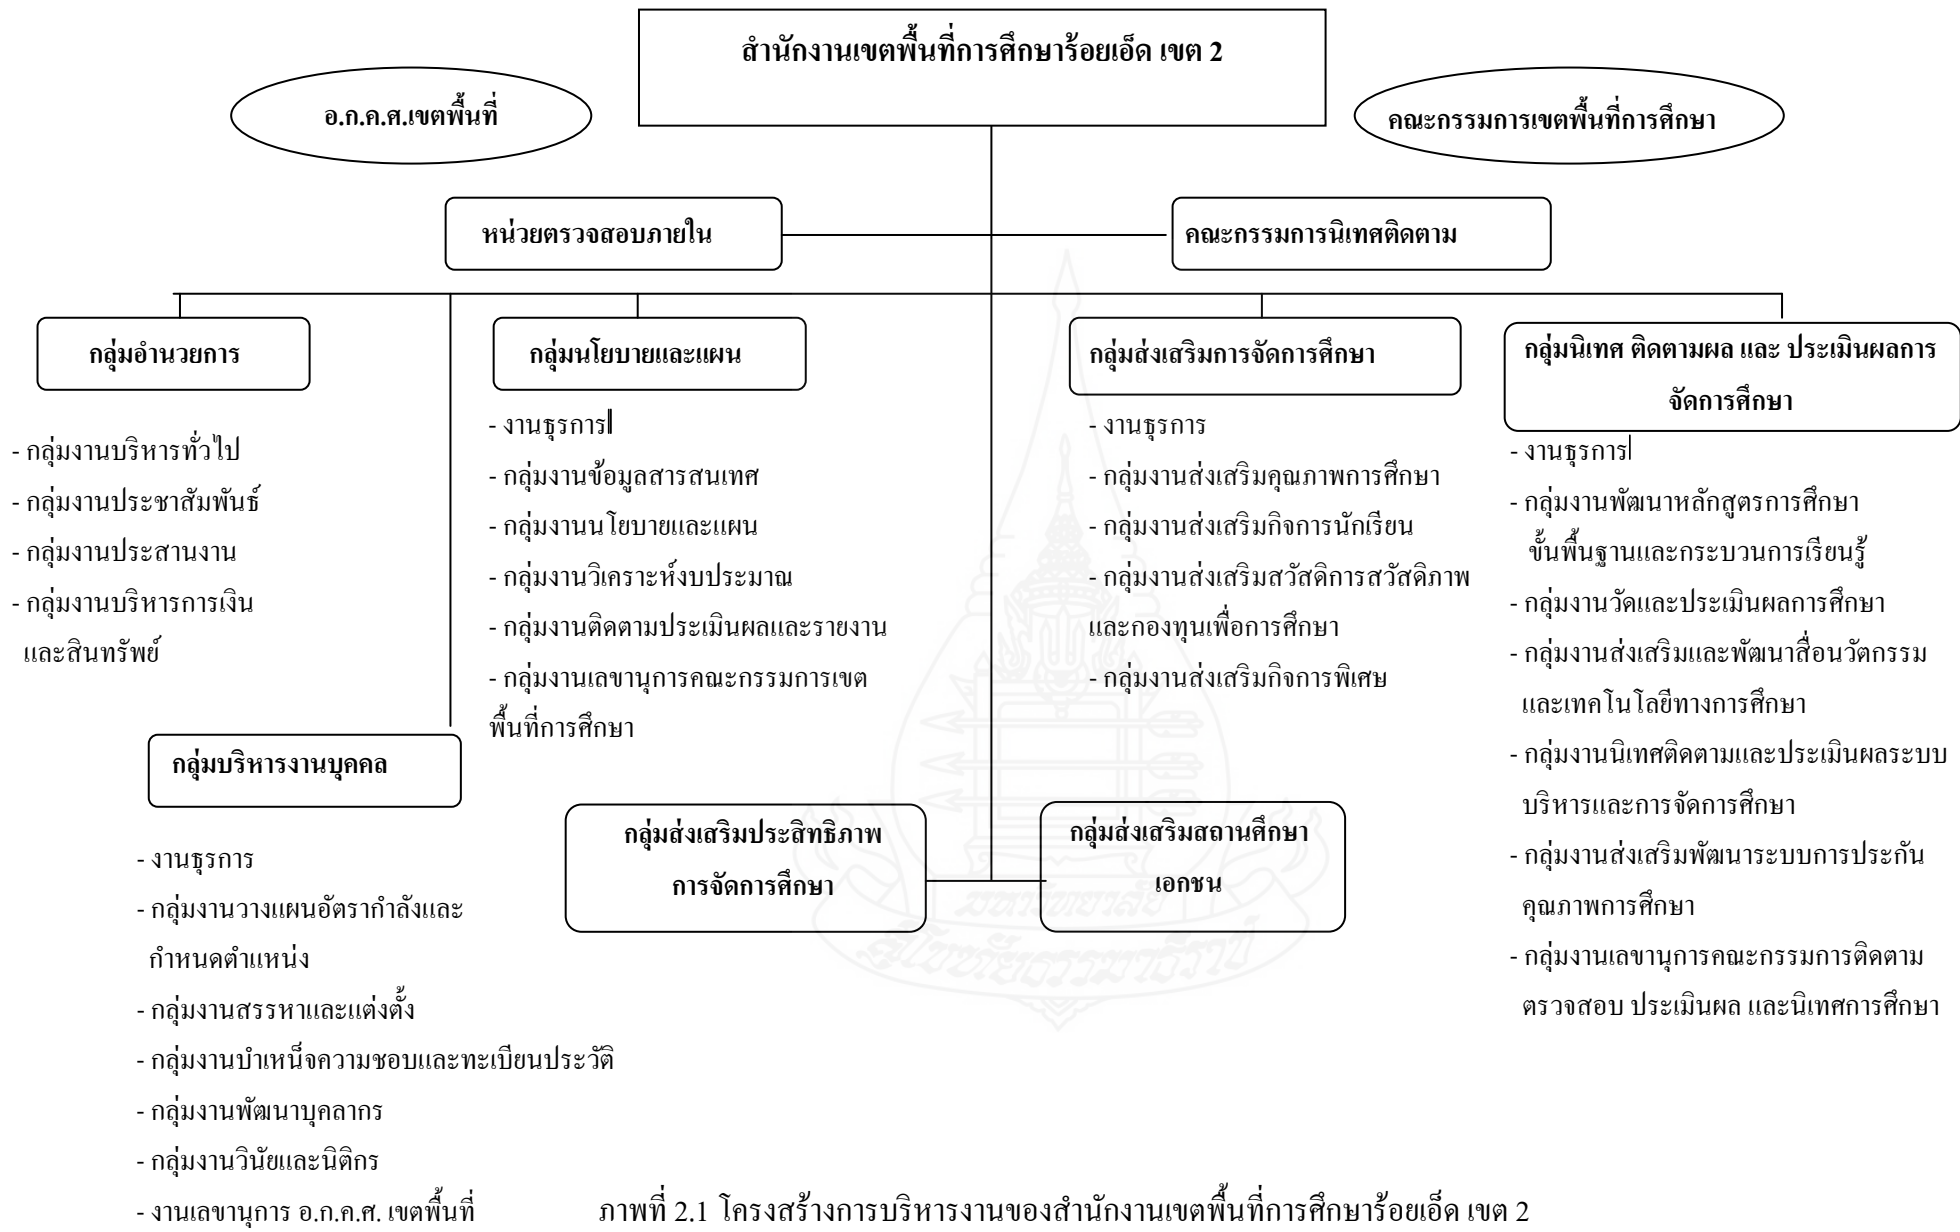 สำนักงานเขตพื้นที่การศึกษาร้อยเอ็ด เขต 2
อ.ก.ค.ศ.เขตพื้นที่
คณะกรรมการเขตพื้นที่การศึกษา
หน่วยตรวจสอบภายใน
คณะกรรมการนิเทศติดตาม
กลุ่มอำนวยการ
- กลุ่มงานบริหารทั่วไป
- กลุ่มงานประชาสัมพันธ์
- กลุ่มงานประสานงาน
- กลุ่มงานบริหารการเงิน
และสินทรัพย์
กลุ่มนโยบายและแผน
- งานธุรการ
- กลุ่มงานข้อมูลสารสนเทศ
- กลุ่มงานนโยบายและแผน
- กลุ่มงานวิเคราะห์งบประมาณ
- กลุ่มงานติดตามประเมินผลและรายงาน
- กลุ่มงานเลขานุการคณะกรรมการเขต
พื้นที่การศึกษา
กลุ่มส่งเสริมการจัดการศึกษา
- งานธุรการ
- กลุ่มงานส่งเสริมคุณภาพการศึกษา
- กลุ่มงานส่งเสริมกิจการนักเรียน
- กลุ่มงานส่งเสริมสวัสดิการสวัสดิภาพ
และกองทุนเพื่อการศึกษา
- กลุ่มงานส่งเสริมกิจการพิเศษ
กลุ่มนิเทศ ติดตามผล และ ประเมินผลการ
จัดการศึกษา
- งานธุรการ
- กลุ่มงานพัฒนาหลักสูตรการศึกษา
ขั้นพื้นฐานและกระบวนการเรียนรู้
- กลุ่มงานวัดและประเมินผลการศึกษา
- กลุ่มงานส่งเสริมและพัฒนาสื่อนวัตกรรม
และเทคโนโลยีทางการศึกษา
- กลุ่มงานนิเทศติดตามและประเมินผลระบบ
บริหารและการจัดการศึกษา
- กลุ่มงานส่งเสริมพัฒนาระบบการประกัน
คุณภาพการศึกษา
- กลุ่มงานเลขานุการคณะกรรมการติดตาม
ตรวจสอบ ประเมินผล และนิเทศการศึกษา
กลุ่มบริหารงานบุคคล
- งานธุรการ
- กลุ่มงานวางแผนอัตรากำลังและ
กำหนดตำแหน่ง
- กลุ่มงานสรรหาและแต่งตั้ง
- กลุ่มงานบำเหน็จความชอบและทะเบียนประวัติ
- กลุ่มงานพัฒนาบุคลากร
- กลุ่มงานวินัยและนิติกร
- งานเลขานุการ อ.ก.ค.ศ. เขตพื้นที่
กลุ่มส่งเสริมประสิทธิภาพ
การจัดการศึกษา
กลุ่มส่งเสริมสถานศึกษา
เอกชน
มหาวิทยาลัย
สุโขทัยธรรมาธิราช
ภาพที่ 2.1 โครงสร้างการบริหารงานของสำนักงานเขตพื้นที่การศึกษาร้อยเอ็ด เขต 2